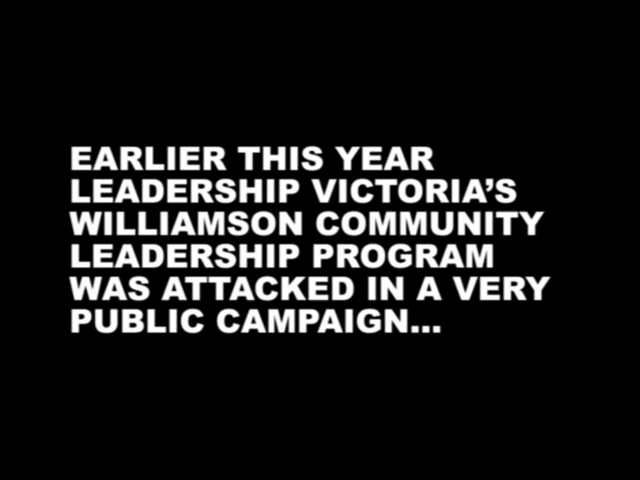 EARLIER THIS YEAR
LEADERSHIP VICTORIA’S
WILLIAMSON COMMUNITY
LEADERSHIP PROGRAM
WAS ATTACKED IN A VERY
PUBLIC CAMPAIGN...